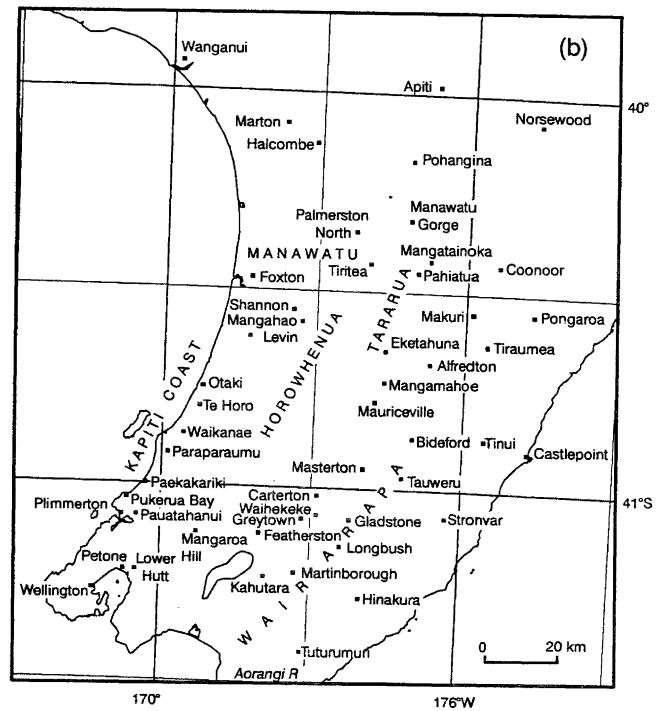 (b)
Wanganui
Apiti
40°
Marton
Norsewood
Halcombe
Pohangina
Palmerston
North
Manawatu
Gorge
MANAWATU
Mangatainoka
Tiritea
Pahiatua
Coonoor
Foxton
Shannon
Mangahao
Levin
Makuri
Pongaroa
TARARUA
HOROWHENUA
Eketahuna
Tiraumea
Alfredton
KAPITI COAST
Otaki
Mangamahoe
Te Horo
Mauriceville
Waikanae
Bideford
Tinui
Paraparaumu
Castlepoint
Masterton
Paekakariki
Tauweru
Pukerua Bay
Carterton
41°S
Plimmerton
Pauatahanui
Waihekeke
Greytown
Gladstone
Stronvar
Mangaroa
Hill
Featherston
Longbush
Petone
Lower
Hutt
Wellington
Kahutara
Martinborough
WAIRARAPA
Hinakura
Tuturumuri
Aorangi R
0 20 km
170°
176°W